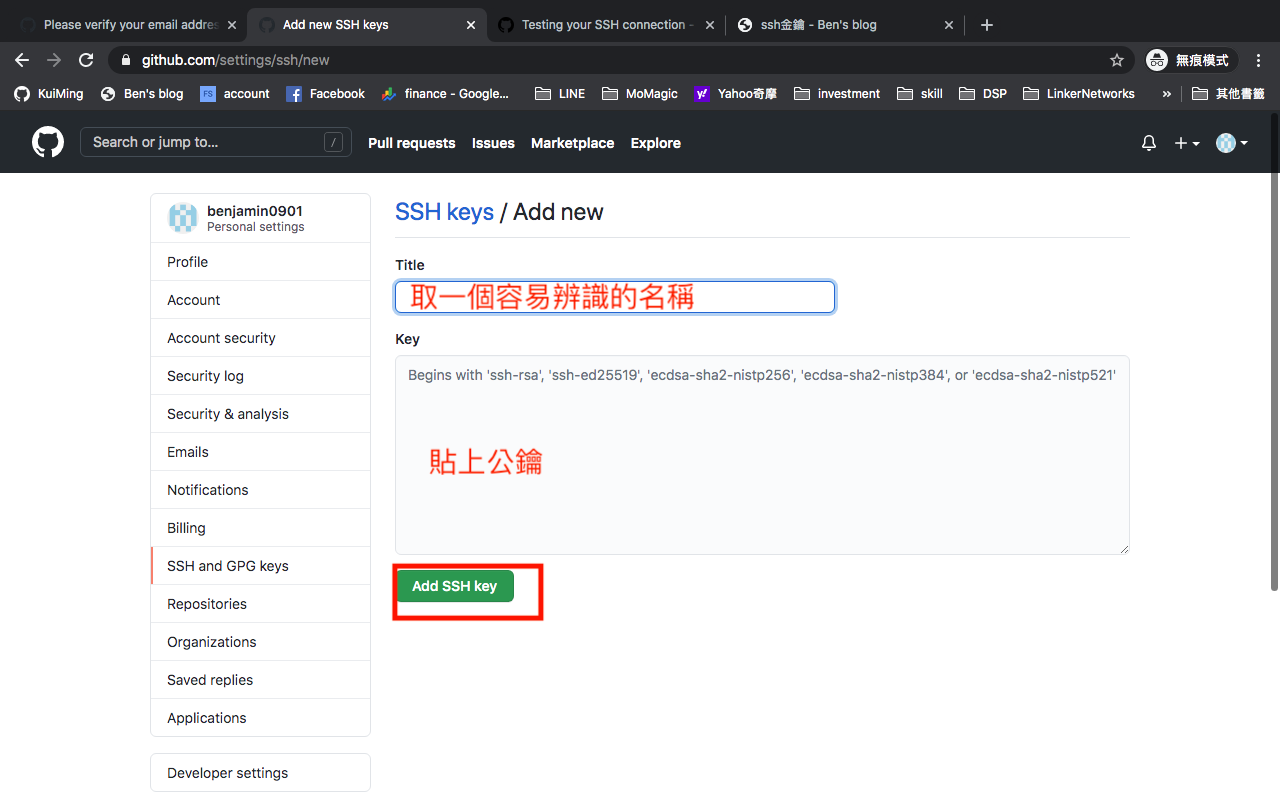 Please verify your email addres
Add new SSH keys
Testing your SSH connection -
ssh金鑰 - Ben's blog
github.com/settings/ssh/new
無痕模式
KuiMing
Ben's blog
FS account
Facebook
finance - Google...
LINE
MoMagic
y! Yahoo奇摩
investment
skill
DSP
LinkerNetworks
»
其他書籤
Search or jump to...
/
Pull requests
Issues
Marketplace
Explore
benjamin0901
Personal settings
Profile
Account
Account security
Security log
Security & analysis
Emails
Notifications
Billing
SSH and GPG keys
Repositories
Organizations
Saved replies
Applications
Developer settings
SSH keys / Add new
Title
取一個容易辨識的名稱
Key
Begins with 'ssh-rsa', 'ssh-ed25519', 'ecdsa-sha2-nistp256', 'ecdsa-sha2-nistp384', or 'ecdsa-sha2-nistp521'
貼上公鑰
Add SSH key